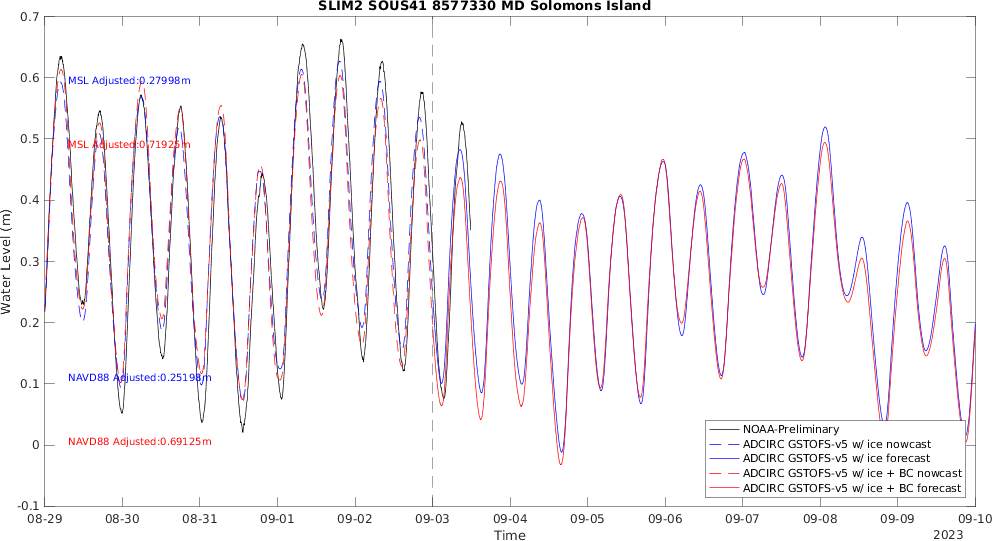 SLIM2 SOUS41 8577330 MD Solomons Island
0.7
0.6
0.5
0.4
0.3
0.2
0.1
0
-0.1
Water Level (m)
MSL Adjusted:0.27998m
MSL Adjusted:0.71925m
NAVD88 Adjusted:0.25198m
NAVD88 Adjusted:0.69125m
NOAA-Preliminary
ADCIRC GSTOFS-v5 w/ ice nowcast
ADCIRC GSTOFS-v5 w/ ice forecast
ADCIRC GSTOFS-v5 w/ ice + BC nowcast
ADCIRC GSTOFS-v5 w/ ice + BC forecast
08-29 08-30 08-31 09-01 09-02 09-03 09-04 09-05 09-06 09-07 09-08 09-09 09-10
Time
2023